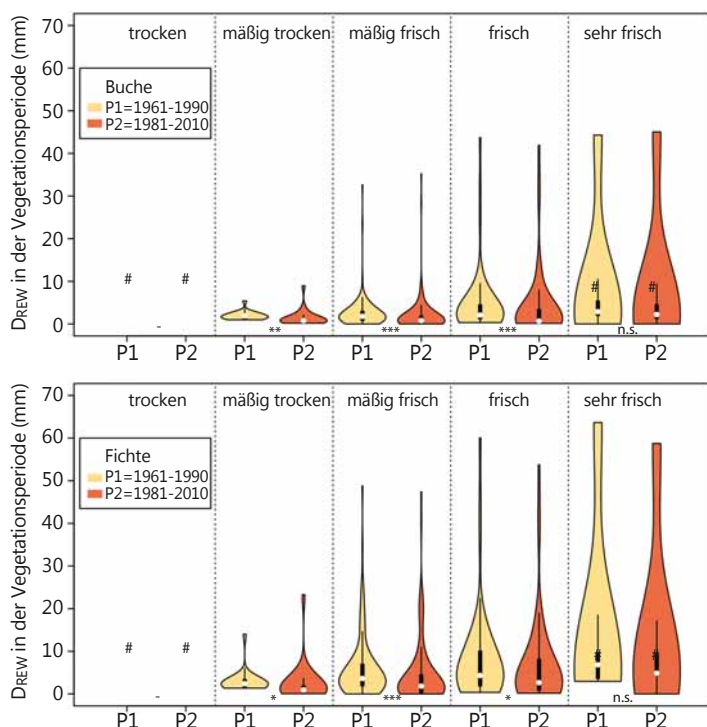 trocken mäßig trocken mäßig frisch frisch sehr frisch
DREW in der Vegetationsperiode (mm)
70
60
50
40
30
20
10
0
Buche
P1=1961-1990
P2=1981-2010
# # # #
- ** *** *** n.s.
P1 P2 P1 P2 P1 P2 P1 P2 P1 P2
trocken mäßig trocken mäßig frisch frisch sehr frisch
DREW in der Vegetationsperiode (mm)
70
60
50
40
30
20
10
0
Fichte
P1=1961-1990
P2=1981-2010
# # # #
- * *** * n.s.
P1 P2 P1 P2 P1 P2 P1 P2 P1 P2